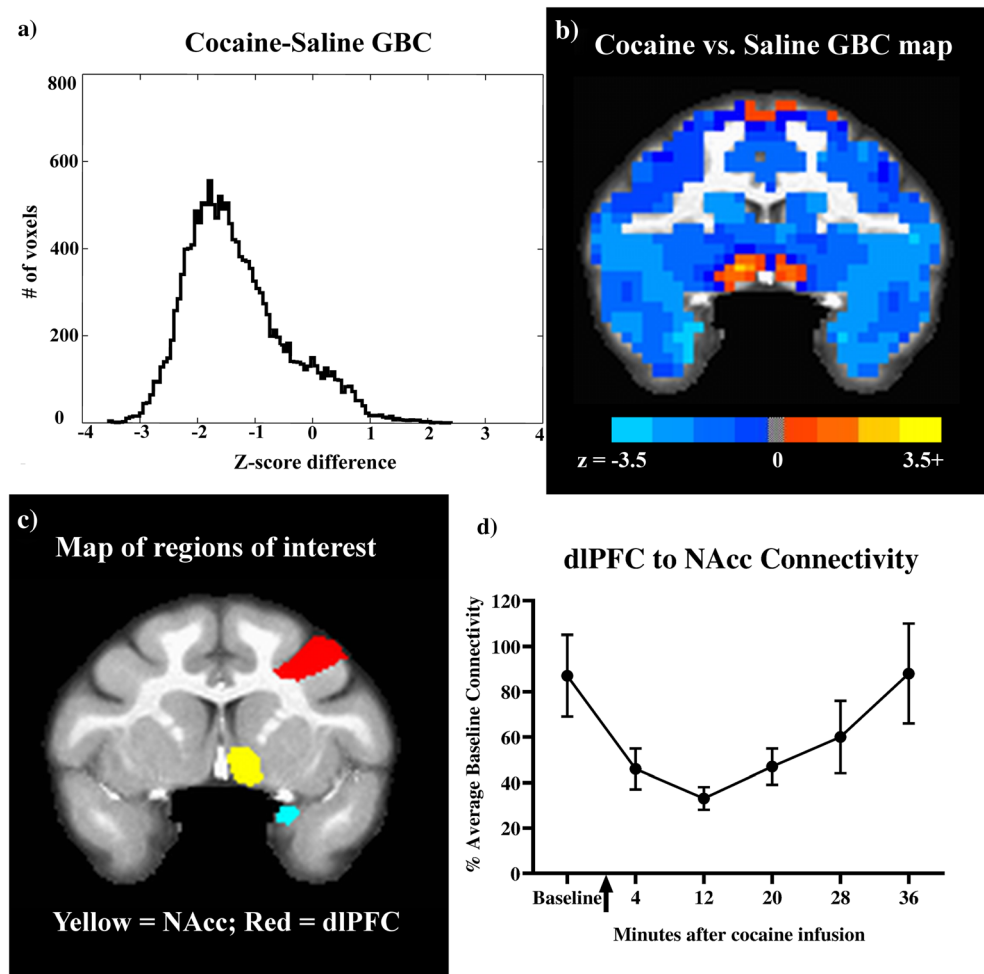 a)
Cocaine-Saline GBC
800
600
400
200
0
# of voxels
-4 -3 -2 -1 0 1 2 3 4
Z-score difference
b)
Cocaine vs. Saline GBC map
z = -3.5 0 3.5+
c)
Map of regions of interest
Yellow = NAcc; Red = dlPFC
d)
dlPFC to NAcc Connectivity
120
100
80
60
40
20
0
% Average Baseline Connectivity
Baseline 4 12 20 28 36
Minutes after cocaine infusion